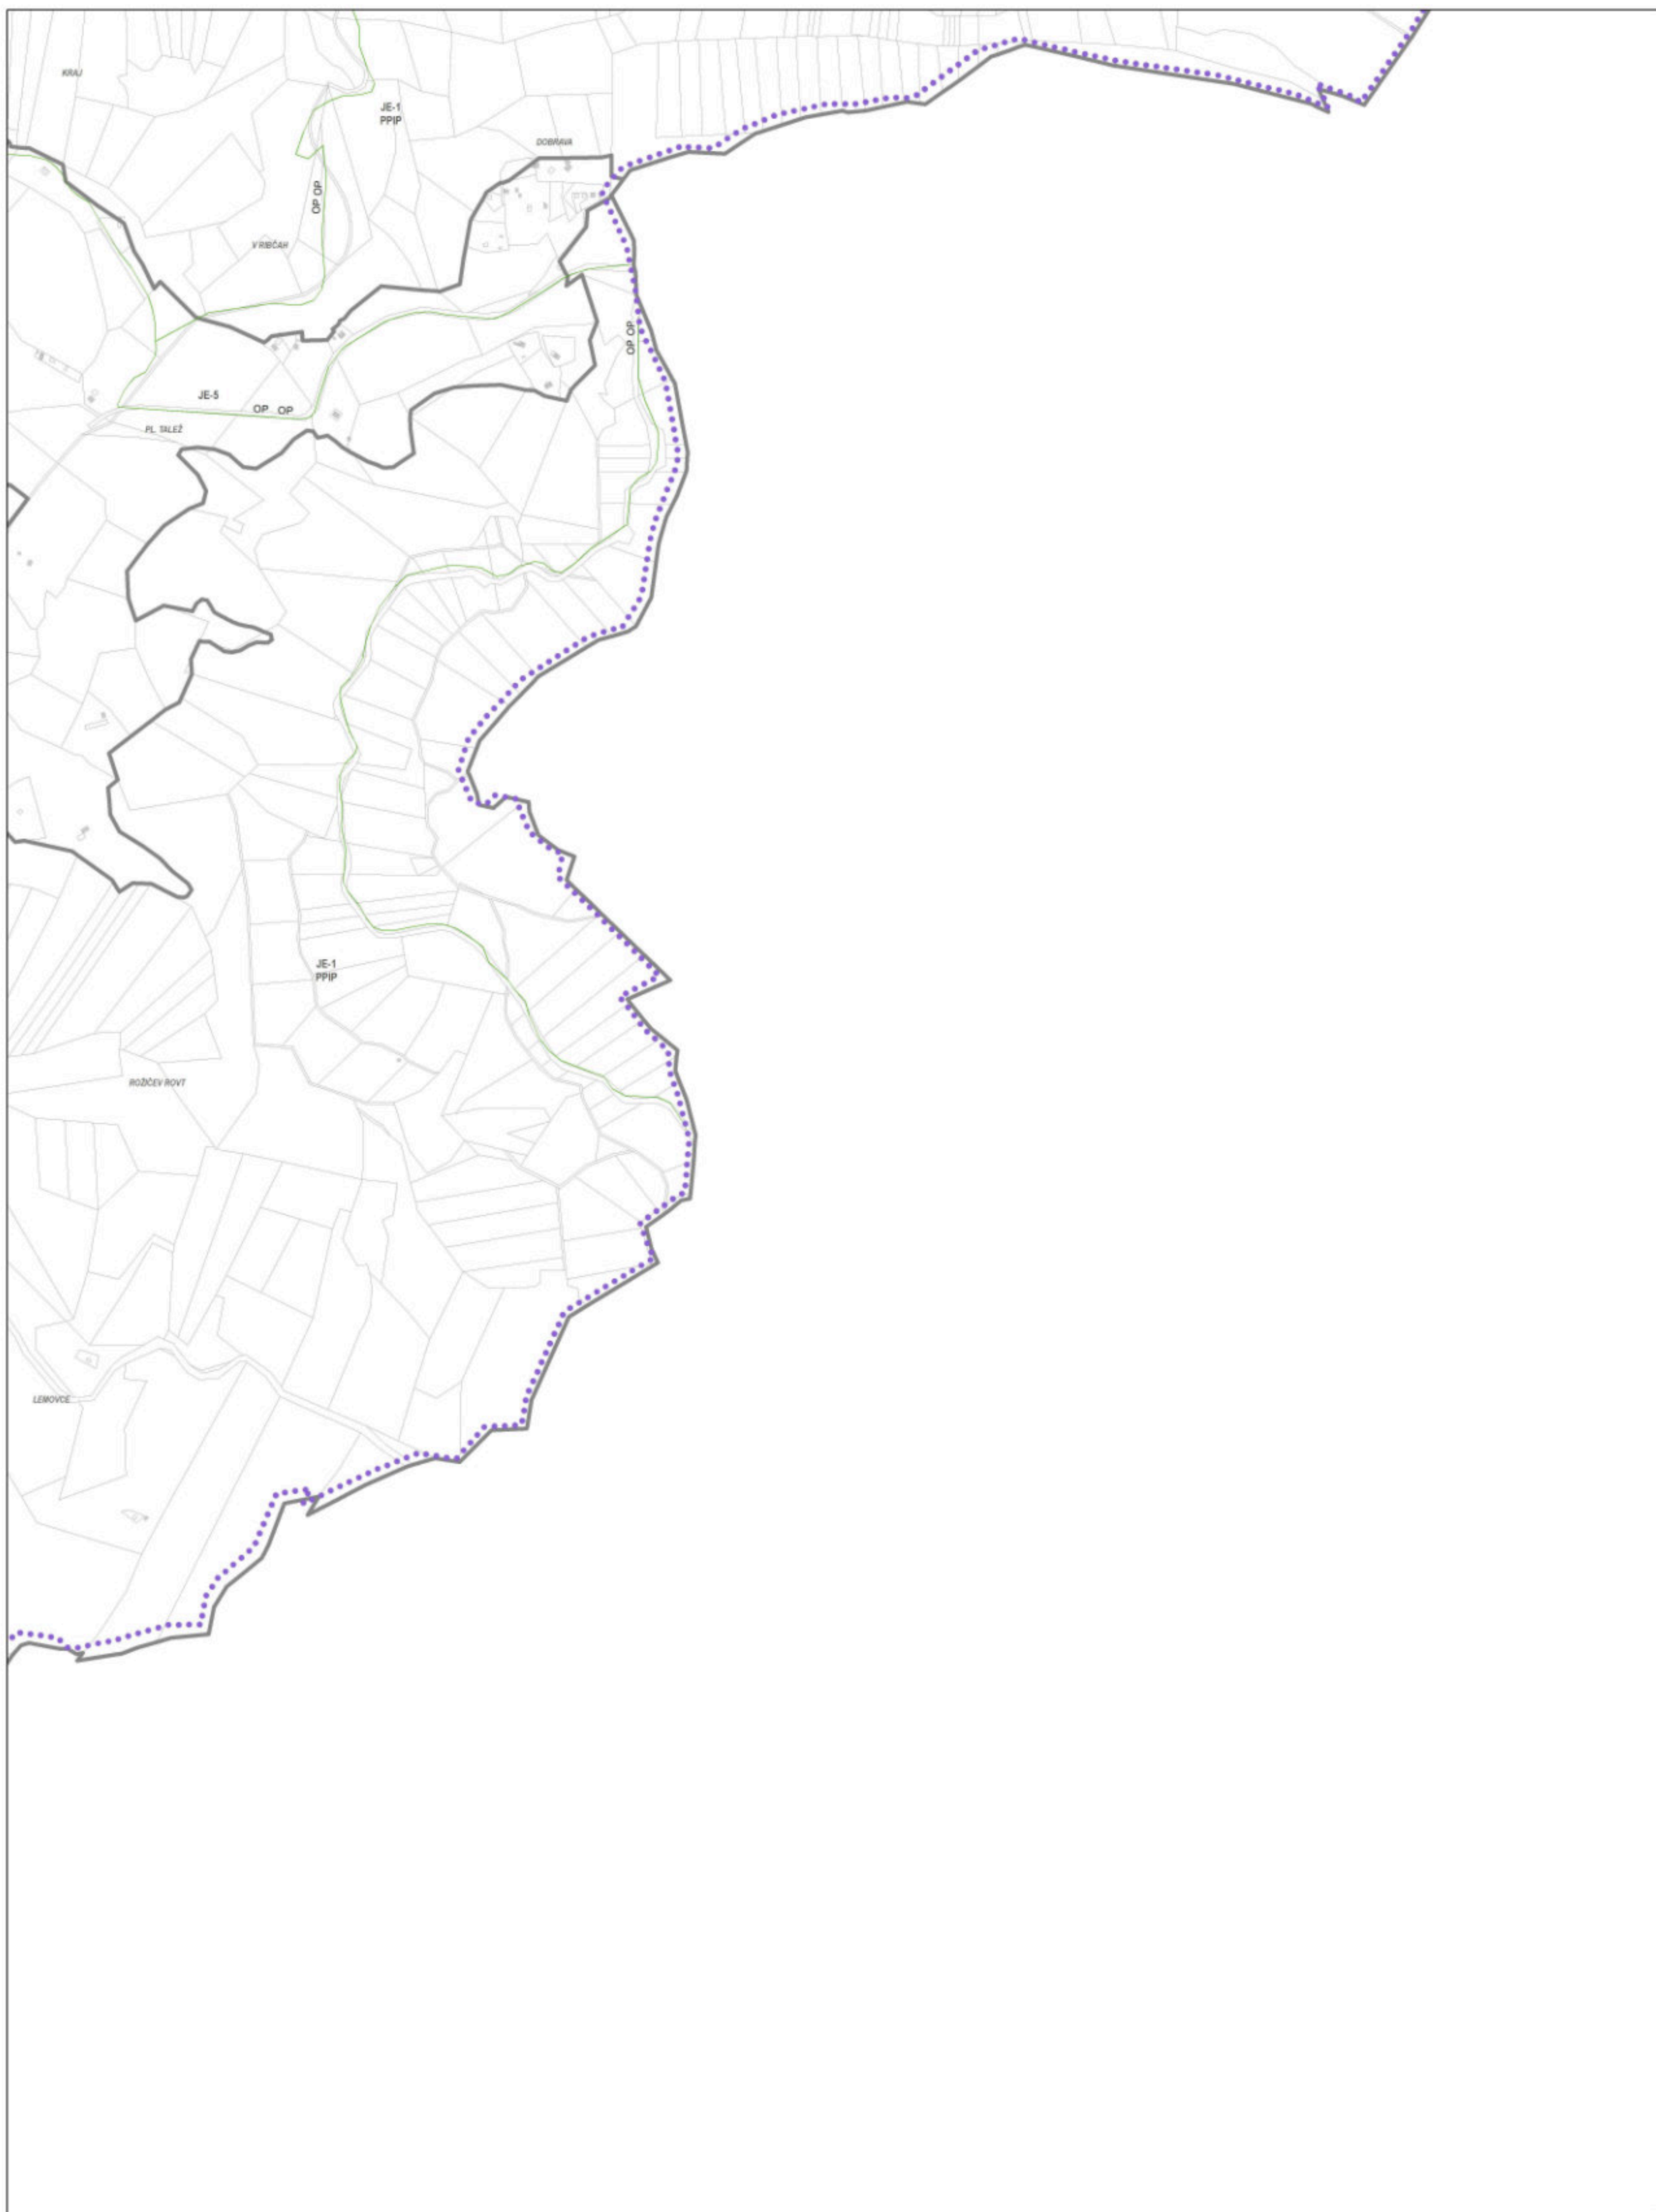 KRAJ
JE-1
PPIP
DOBRAVA
OP OP
V RIBČAH
OP OP
JE-5
OP OP
PL. TALEŽ
JE-1
PPIP
ROŽIČEV ROVT
LEMOVCE